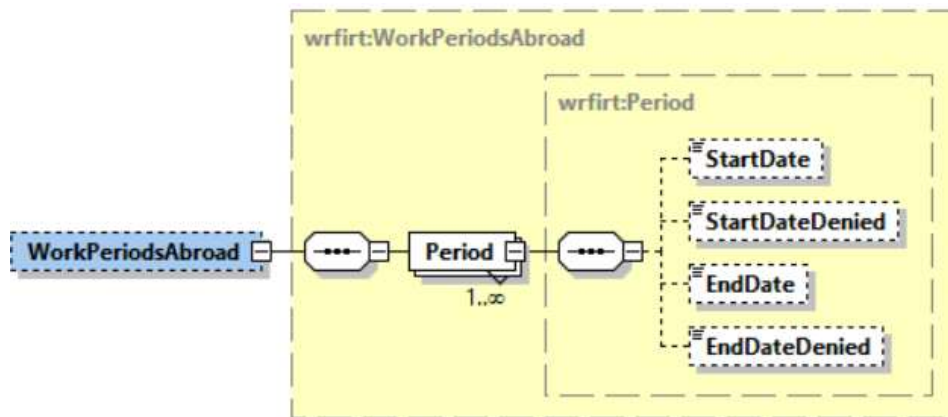 wrfirt:WorkPeriodsAbroad
wrfirt:Period
StartDate
StartDateDenied
WorkPeriodsAbroad
Period
EndDate
1..∞
EndDateDenied